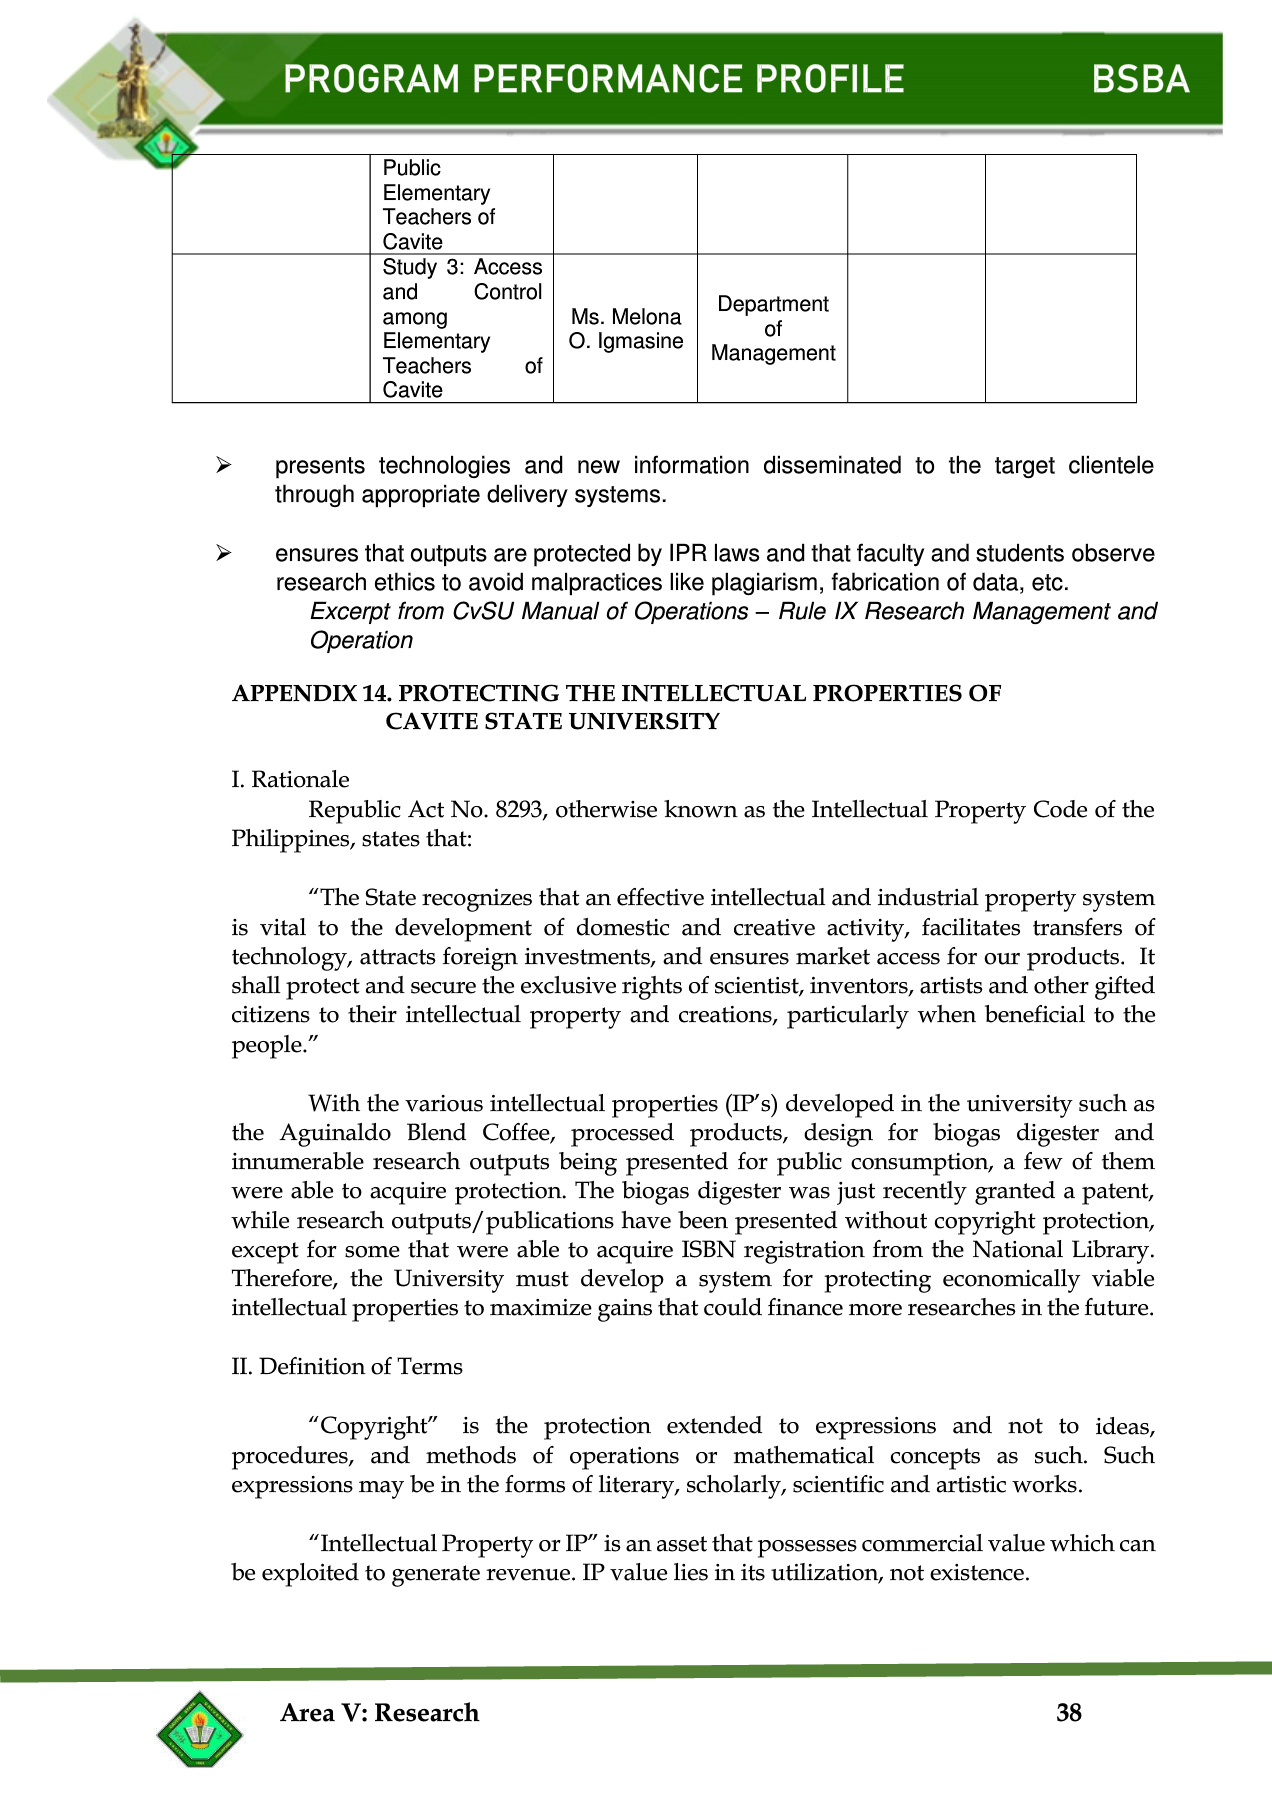 PROGRAM PERFORMANCE PROFILE BSBA
Public
Elementary
Teachers of
Cavite
Study 3: Access
and Control
among
Elementary
Teachers of
Cavite
Ms. Melona
O. Igmasine
Department
of
Management
➢ presents technologies and new information disseminated to the target clientele
through appropriate delivery systems.
➢ ensures that outputs are protected by IPR laws and that faculty and students observe
research ethics to avoid malpractices like plagiarism, fabrication of data, etc.
Excerpt from CvSU Manual of Operations – Rule IX Research Management and
Operation
APPENDIX 14. PROTECTING THE INTELLECTUAL PROPERTIES OF
CAVITE STATE UNIVERSITY
I. Rationale
Republic Act No. 8293, otherwise known as the Intellectual Property Code of the
Philippines, states that:
“The State recognizes that an effective intellectual and industrial property system
is vital to the development of domestic and creative activity, facilitates transfers of
technology, attracts foreign investments, and ensures market access for our products. It
shall protect and secure the exclusive rights of scientist, inventors, artists and other gifted
citizens to their intellectual property and creations, particularly when beneficial to the
people.”
With the various intellectual properties (IP’s) developed in the university such as
the Aguinaldo Blend Coffee, processed products, design for biogas digester and
innumerable research outputs being presented for public consumption, a few of them
were able to acquire protection. The biogas digester was just recently granted a patent,
while research outputs/publications have been presented without copyright protection,
except for some that were able to acquire ISBN registration from the National Library.
Therefore, the University must develop a system for protecting economically viable
intellectual properties to maximize gains that could finance more researches in the future.
II. Definition of Terms
“Copyright” is the protection extended to expressions and not to ideas,
procedures, and methods of operations or mathematical concepts as such. Such
expressions may be in the forms of literary, scholarly, scientific and artistic works.
“Intellectual Property or IP” is an asset that possesses commercial value which can
be exploited to generate revenue. IP value lies in its utilization, not existence.
Area V: Research 38